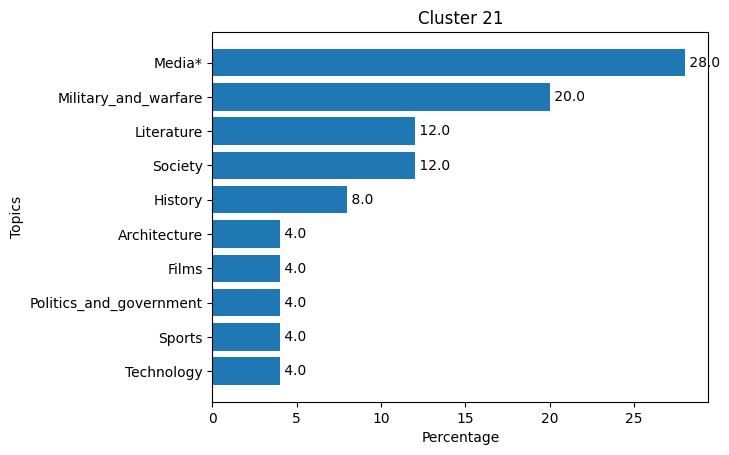 Cluster 21
Media* 28.0
Military_and_warfare 20.0
Literature 12.0
Society 12.0
History 8.0
Architecture 4.0
Films 4.0
Politics_and_government 4.0
Sports 4.0
Technology 4.0
Topics
0 5 10 15 20 25
Percentage